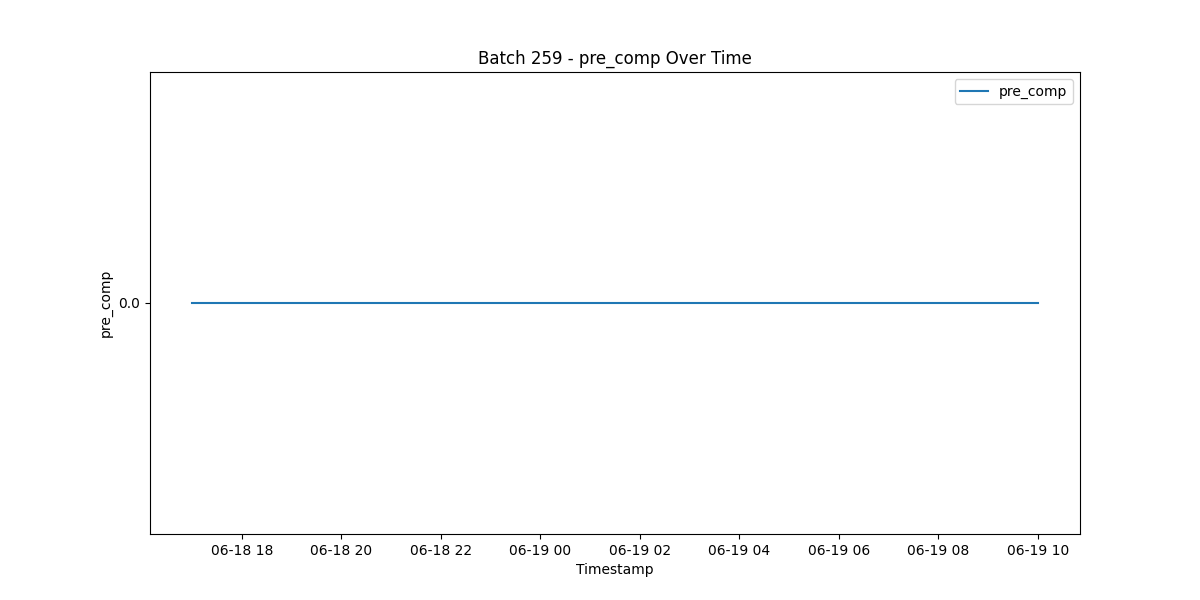 Batch 259 - pre_comp Over Time
pre_comp
pre_comp
0.0
06-18 18 06-18 20 06-18 22 06-19 00 06-19 02 06-19 04 06-19 06 06-19 08 06-19 10
Timestamp